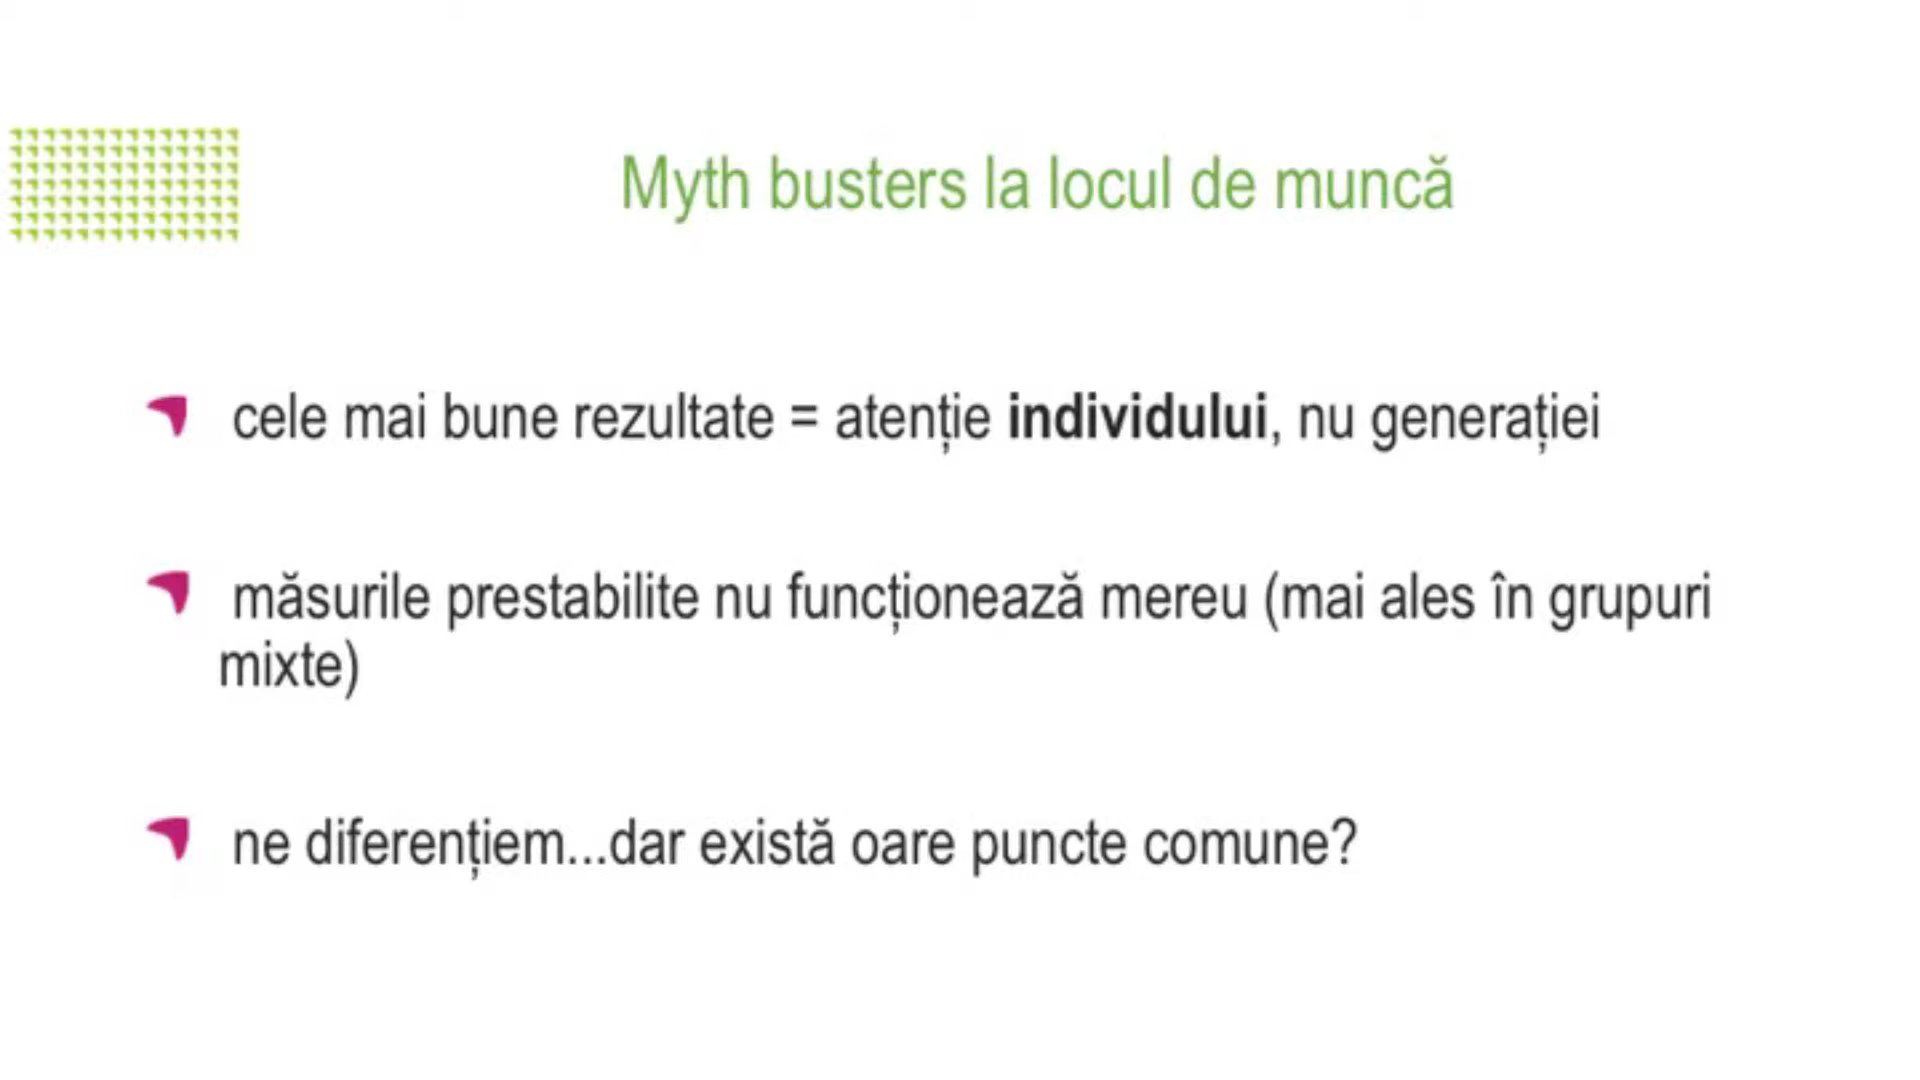 Myth busters la locul de muncă
cele mai bune rezultate = atenție individului, nu generației
măsurile prestabilite nu funcționează mereu (mai ales în grupuri
mixte)
ne diferențiem...dar există oare puncte comune?